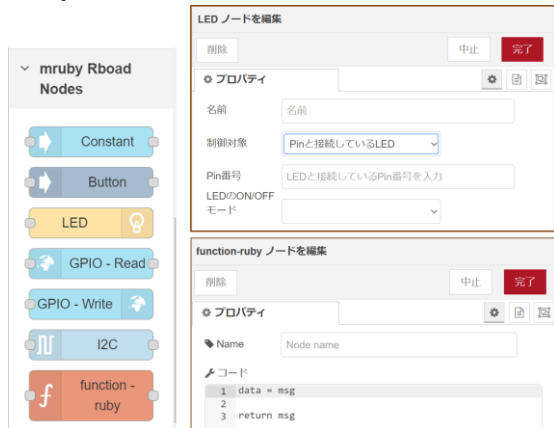 mruby Rboad
Nodes
Constant
Button
LED
GPIO - Read
GPIO - Write
I2C
function -
ruby
LED ノードを編集
削除
中止
完了
プロパティ
名前
名前
制御対象
Pinと接続しているLED
Pin番号
LEDと接続しているPin番号を入力
LEDのON/OFF
モード
function-ruby ノードを編集
削除
中止
完了
プロパティ
Name
Node name
コード
1 data = msg
2
3 return msg